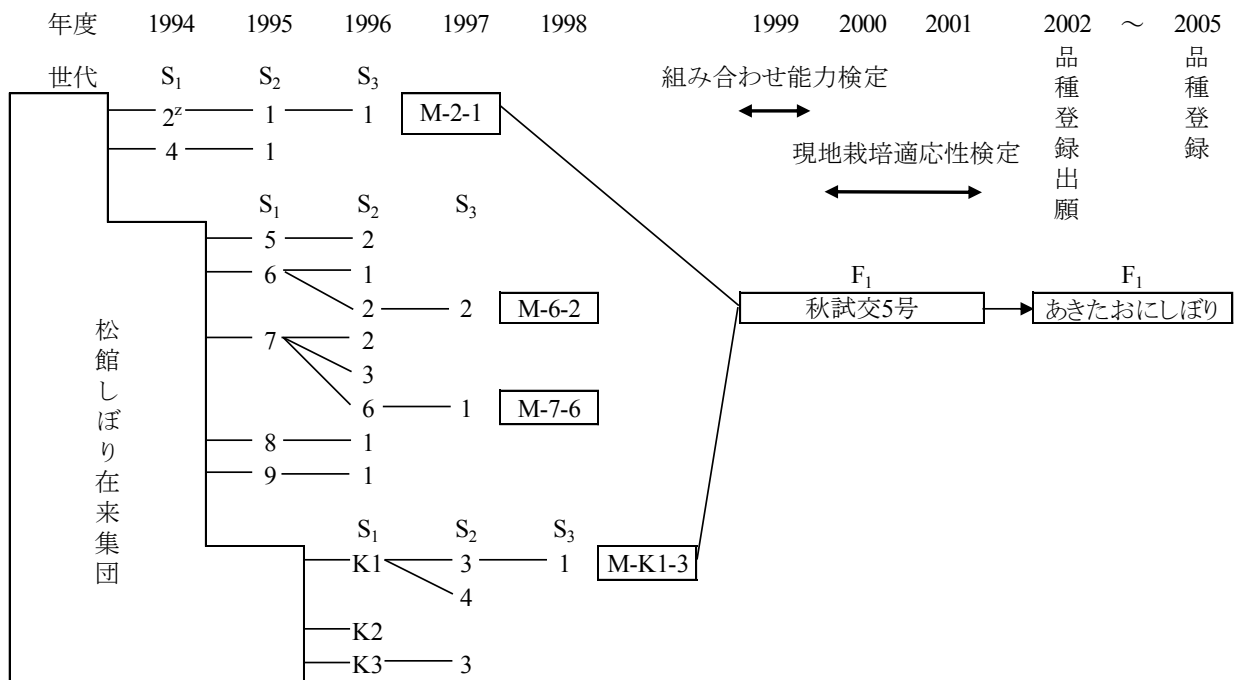 年度 1994 1995 1996 1997 1998 1999 2000 2001 2002 ～ 2005
世代 S1 S2 S3
組み合わせ能力検定
品種登録出願
品種登録
2z 1 1 M-2-1
4 1
現地栽培適応性検定
S1 S2 S3
5 2
6 1
F1 F1
2 2 M-6-2
秋試交5号 あきたおにしぼり
7 2
3
6 1 M-7-6
8 1
9 1
松館しぼり在来集団
S1 S2 S3
K1 3 1 M-K1-3
4
K2
K3 3